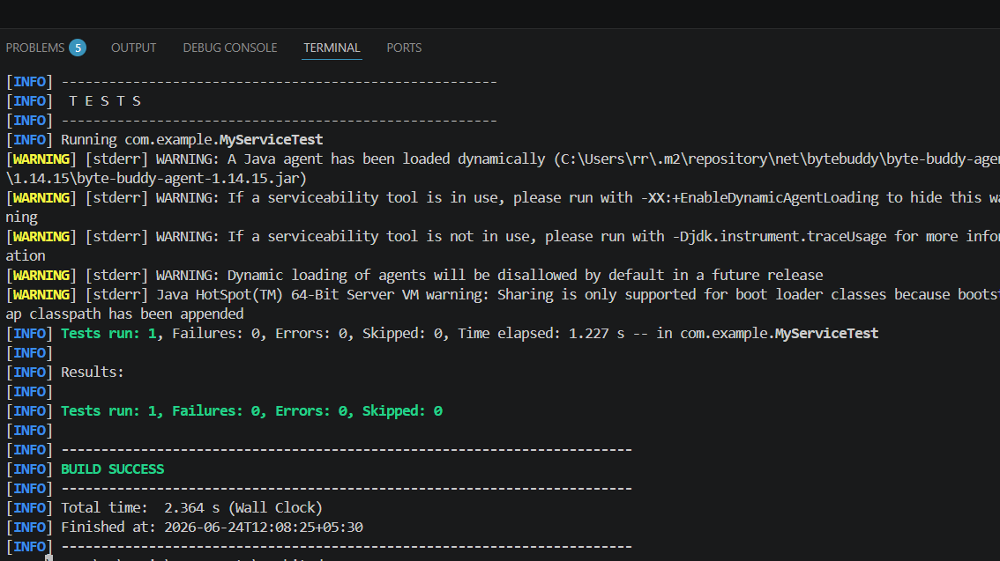 PROBLEMS 5 OUTPUT DEBUG CONSOLE TERMINAL PORTS
[INFO] -------------------------------------------------------
[INFO]  T E S T S
[INFO] -------------------------------------------------------
[INFO] Running com.example.MyServiceTest
[WARNING] [stderr] WARNING: A Java agent has been loaded dynamically (C:\Users\rr\.m2\repository\net\bytebuddy\byte-buddy-age
\1.14.15\byte-buddy-agent-1.14.15.jar)
[WARNING] [stderr] WARNING: If a serviceability tool is in use, please run with -XX:+EnableDynamicAgentLoading to hide this wa
ning
[WARNING] [stderr] WARNING: If a serviceability tool is not in use, please run with -Djdk.instrument.traceUsage for more infor
ation
[WARNING] [stderr] WARNING: Dynamic loading of agents will be disallowed by default in a future release
[WARNING] [stderr] Java HotSpot(TM) 64-Bit Server VM warning: Sharing is only supported for boot loader classes because bootst
ap classpath has been appended
[INFO] Tests run: 1, Failures: 0, Errors: 0, Skipped: 0, Time elapsed: 1.227 s -- in com.example.MyServiceTest
[INFO]
[INFO] Results:
[INFO]
[INFO] Tests run: 1, Failures: 0, Errors: 0, Skipped: 0
[INFO]
[INFO] ------------------------------------------------------------------------
[INFO] BUILD SUCCESS
[INFO] ------------------------------------------------------------------------
[INFO] Total time:  2.364 s (Wall Clock)
[INFO] Finished at: 2026-06-24T12:08:25+05:30
[INFO] ------------------------------------------------------------------------